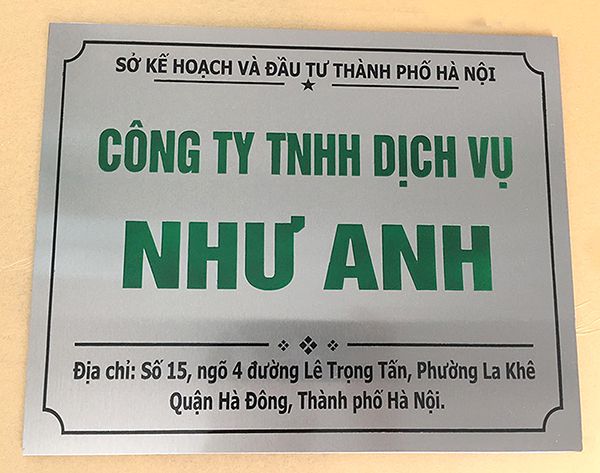 SỞ KẾ HOẠCH VÀ ĐẦU TƯ THÀNH PHỐ HÀ NỘI
CÔNG TY TNHH DỊCH VỤ
NHƯ ANH
Địa chỉ: Số 15, ngõ 4 đường Lê Trọng Tấn, Phường La Khê
Quận Hà Đông, Thành phố Hà Nội.